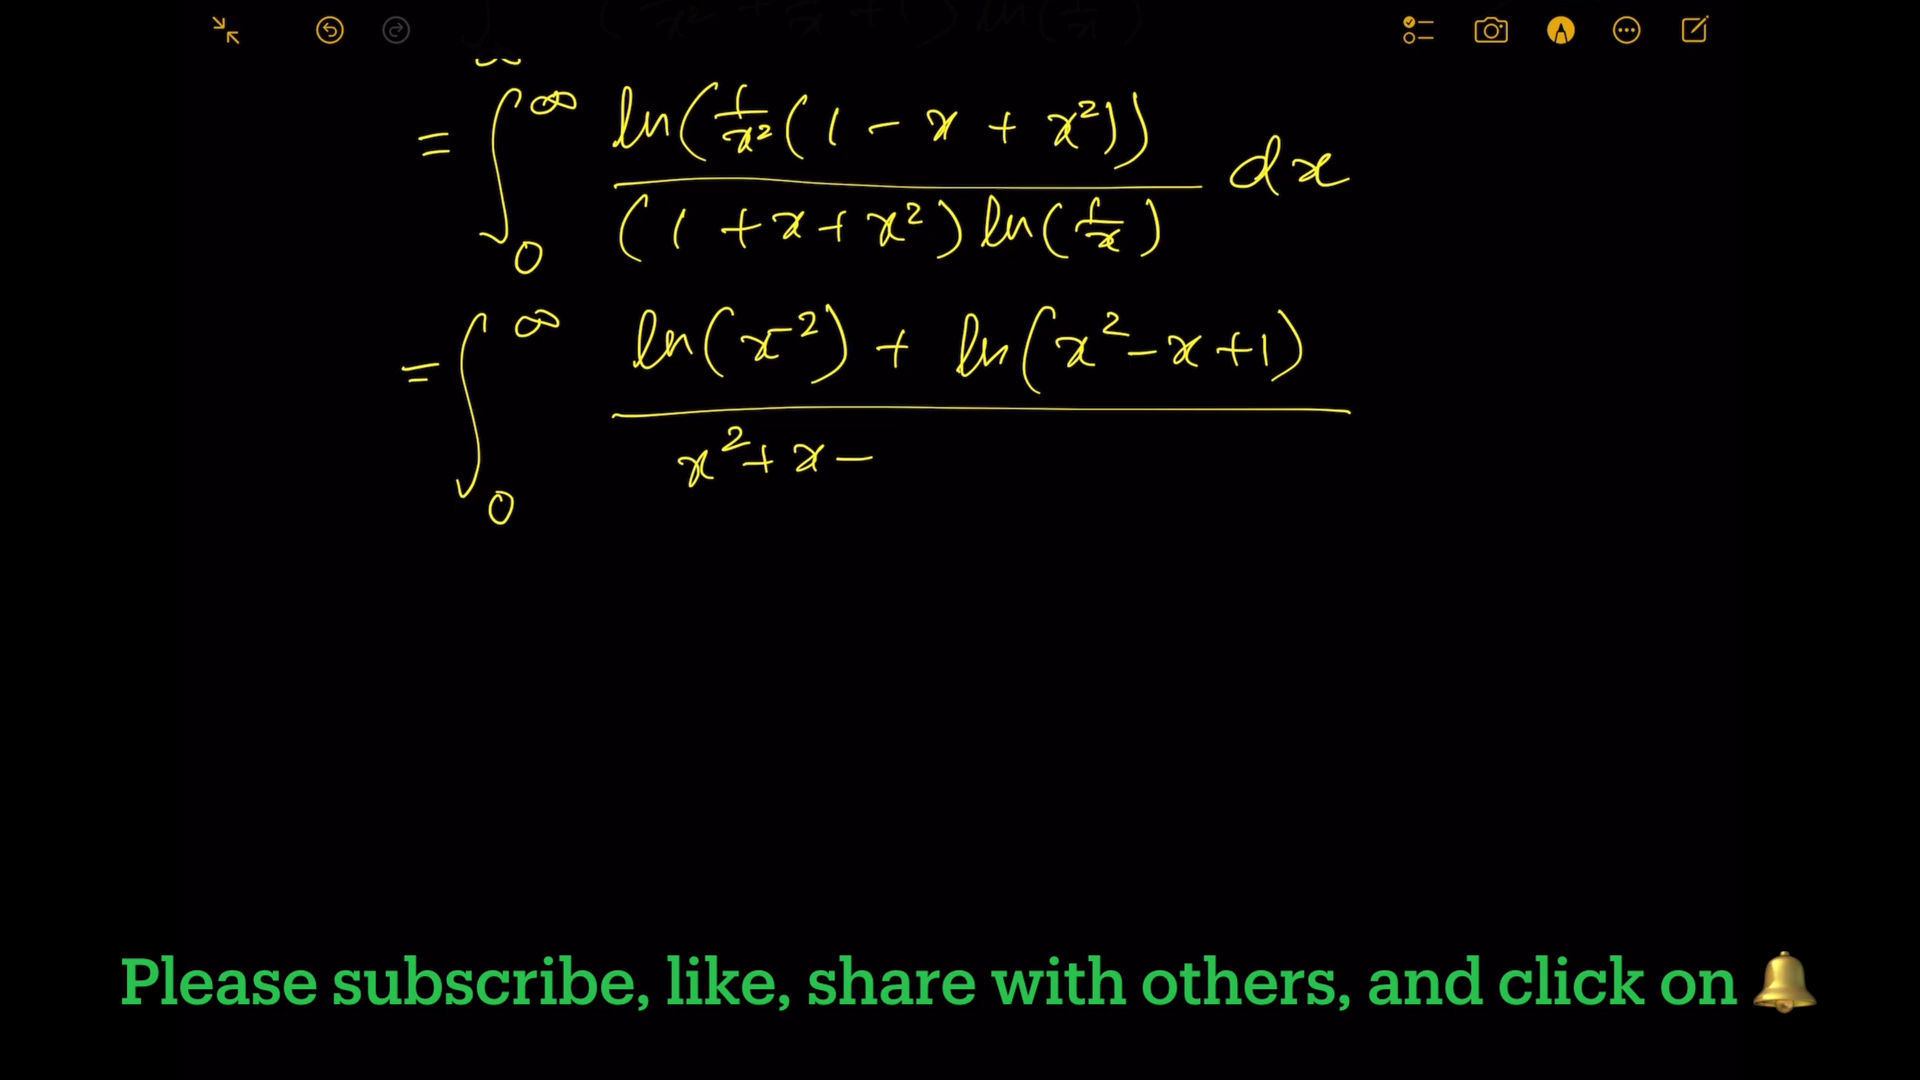 = ∫₀^∞ ln(1/x²(1 - x + x²)) / (1 + x + x²) ln(1/x) dx
= ∫₀^∞ ln(x⁻²) + ln(x² - x + 1) / x² + x -
Please subscribe, like, share with others, and click on 🔔